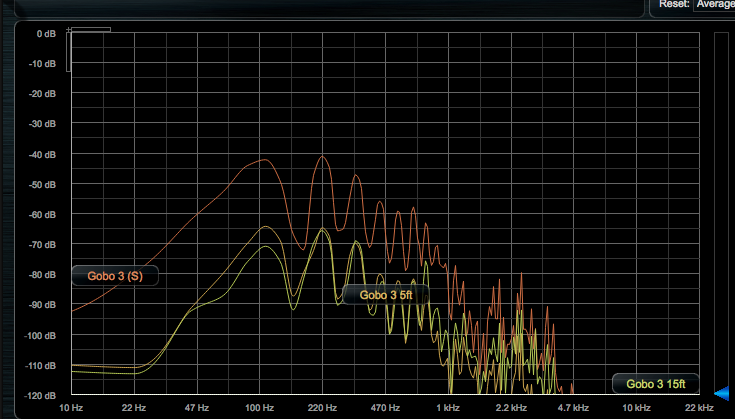 Reset: Average
0 dB
-10 dB
-20 dB
-30 dB
-40 dB
-50 dB
-60 dB
-70 dB
-80 dB
-90 dB
-100 dB
-110 dB
-120 dB
Gobo 3 (S)
Gobo 3 5ft
Gobo 3 15ft
10 Hz 22 Hz 47 Hz 100 Hz 220 Hz 470 Hz 1 kHz 2.2 kHz 4.7 kHz 10 kHz 22 kHz